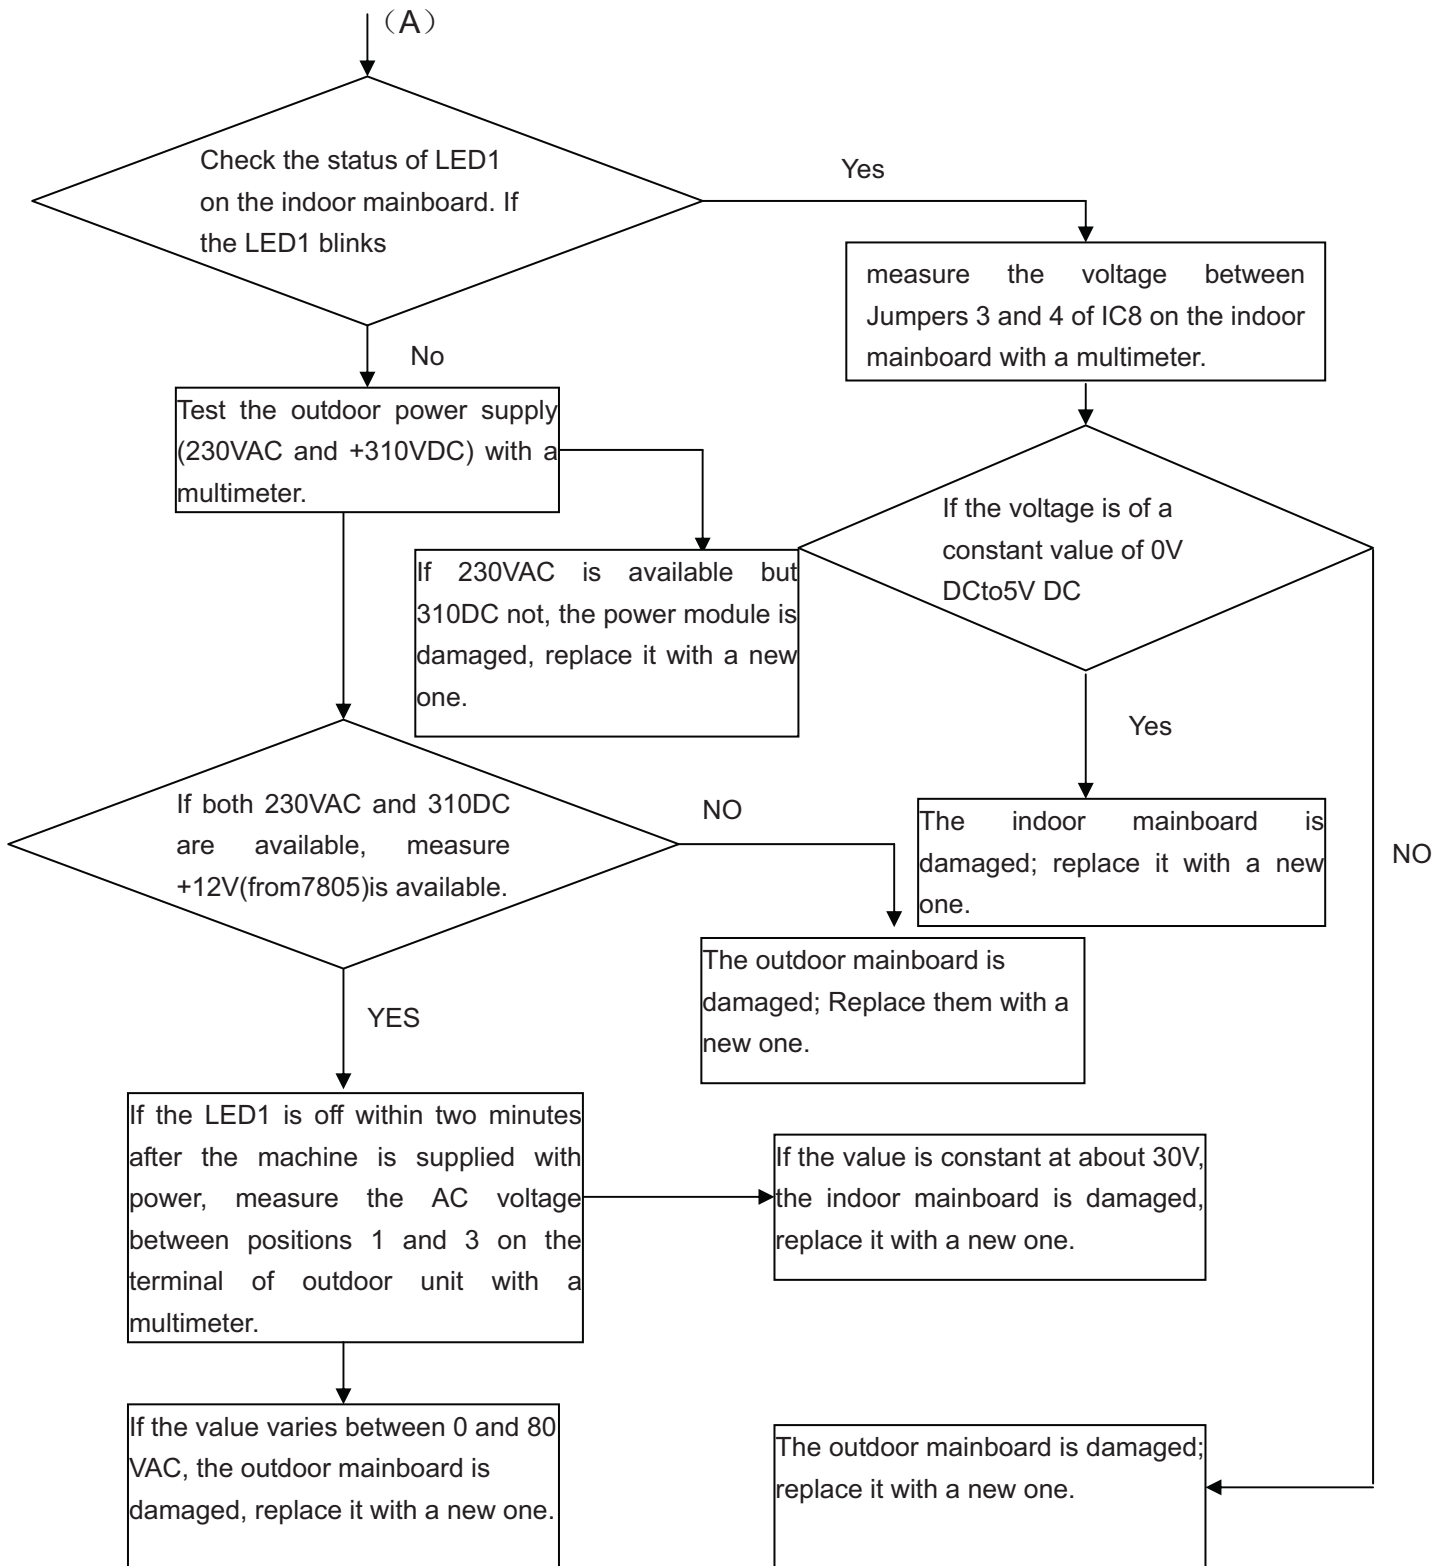 （A）
Check the status of LED1
on the indoor mainboard. If
the LED1 blinks
Yes
measure the voltage between
Jumpers 3 and 4 of IC8 on the indoor
mainboard with a multimeter.
No
Test the outdoor power supply
(230VAC and +310VDC) with a
multimeter.
If the voltage is of a
constant value of 0V
DCto5V DC
If 230VAC is available but
310DC not, the power module is
damaged, replace it with a new
one.
Yes
If both 230VAC and 310DC
are available, measure
+12V(from7805)is available.
NO
The indoor mainboard is
damaged; replace it with a new
one.
NO
The outdoor mainboard is
damaged; Replace them with a
new one.
YES
If the LED1 is off within two minutes
after the machine is supplied with
power, measure the AC voltage
between positions 1 and 3 on the
terminal of outdoor unit with a
multimeter.
If the value is constant at about 30V,
the indoor mainboard is damaged,
replace it with a new one.
If the value varies between 0 and 80
VAC, the outdoor mainboard is
damaged, replace it with a new one.
The outdoor mainboard is damaged;
replace it with a new one.